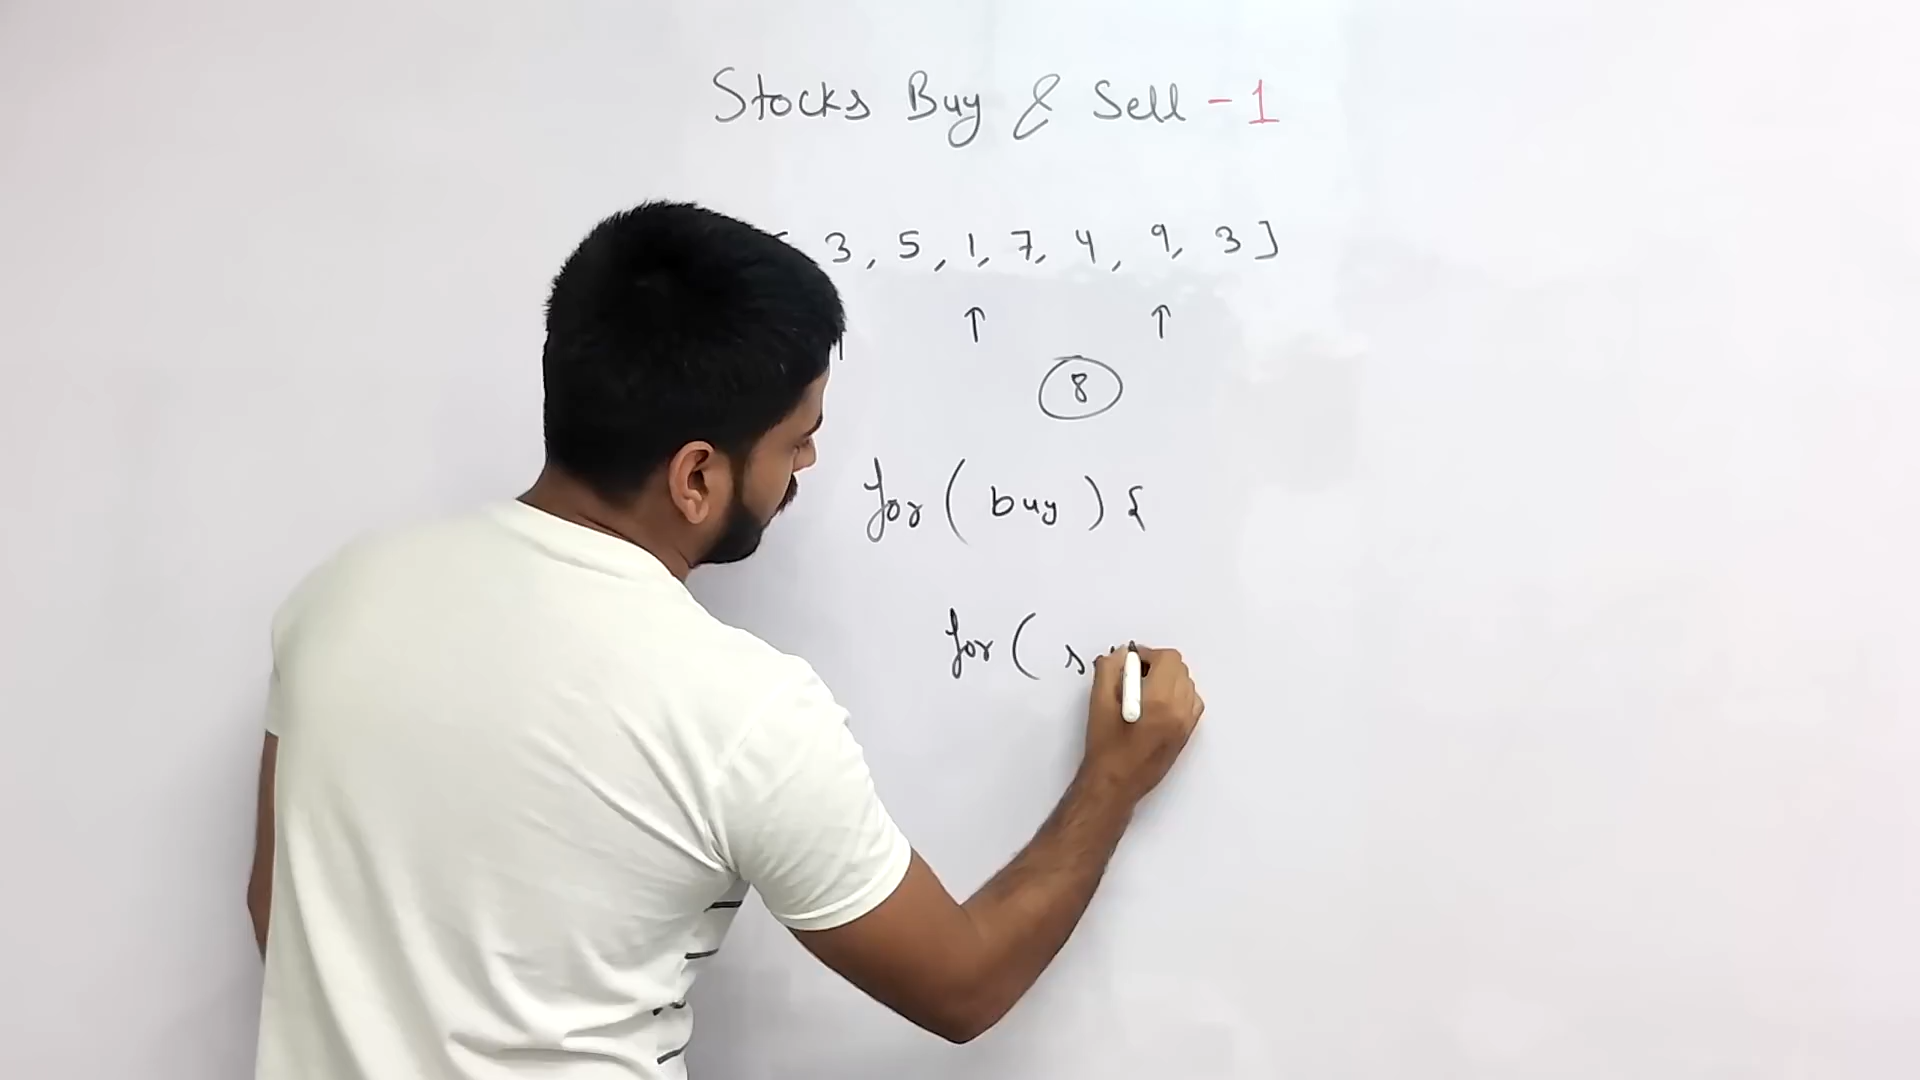 Stocks Buy & Sell - 1
3, 5, 1, 7, 4, 9, 3 ]
↑ ↑
8
for ( buy ) {
for (